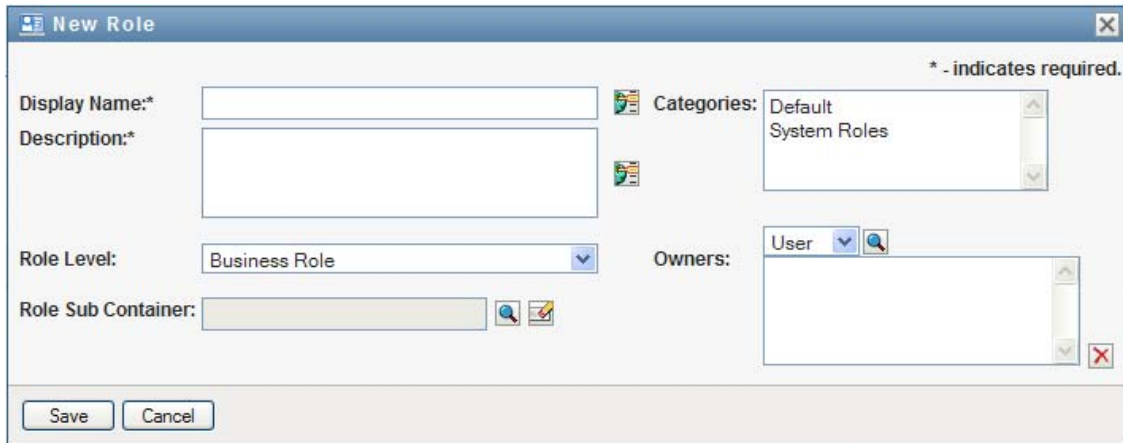 New Role
* - indicates required.
Display Name:*
Categories:
Default
System Roles
Description:*
Role Level:
Business Role
Owners:
User
Role Sub Container:
Save
Cancel